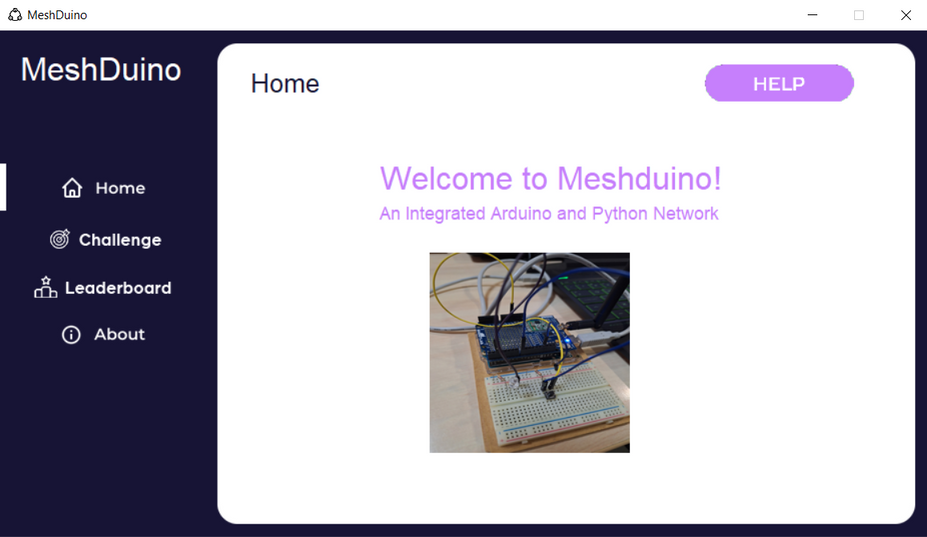 MeshDuino
MeshDuino
Home
HELP
Home
Challenge
Leaderboard
About
Welcome to Meshduino!
An Integrated Arduino and Python Network